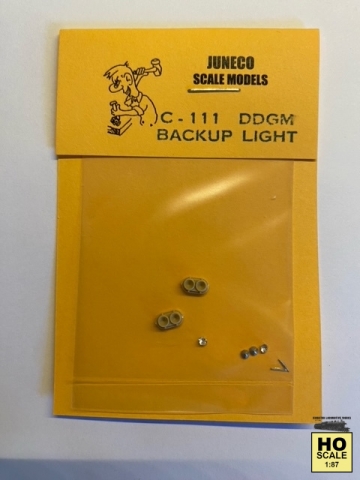 JUNECO
SCALE MODELS
C-111 DDGM
BACKUP LIGHT
HO
SCALE
1:87